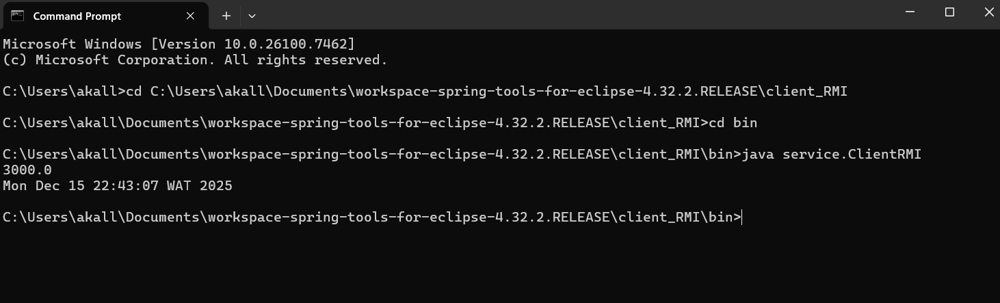 Command Prompt
Microsoft Windows [Version 10.0.26100.7462]
(c) Microsoft Corporation. All rights reserved.
C:\Users\akall>cd C:\Users\akall\Documents\workspace-spring-tools-for-eclipse-4.32.2.RELEASE\client_RMI
C:\Users\akall\Documents\workspace-spring-tools-for-eclipse-4.32.2.RELEASE\client_RMI>cd bin
C:\Users\akall\Documents\workspace-spring-tools-for-eclipse-4.32.2.RELEASE\client_RMI\bin>java service.ClientRMI
3000.0
Mon Dec 15 22:43:07 WAT 2025
C:\Users\akall\Documents\workspace-spring-tools-for-eclipse-4.32.2.RELEASE\client_RMI\bin>